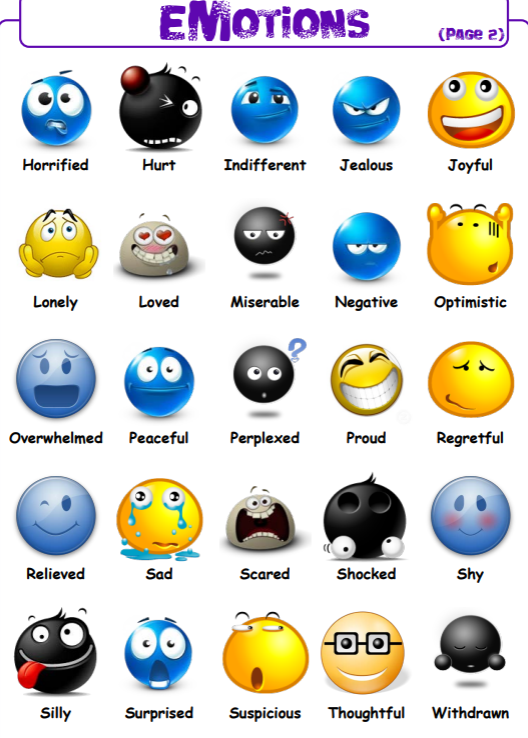 EMOTIONS
(PAGE 2)
Horrified Hurt Indifferent Jealous Joyful
Lonely Loved Miserable Negative Optimistic
?
Overwhelmed Peaceful Perplexed Proud Regretful
Relieved Sad Scared Shocked Shy
Silly Surprised Suspicious Thoughtful Withdrawn